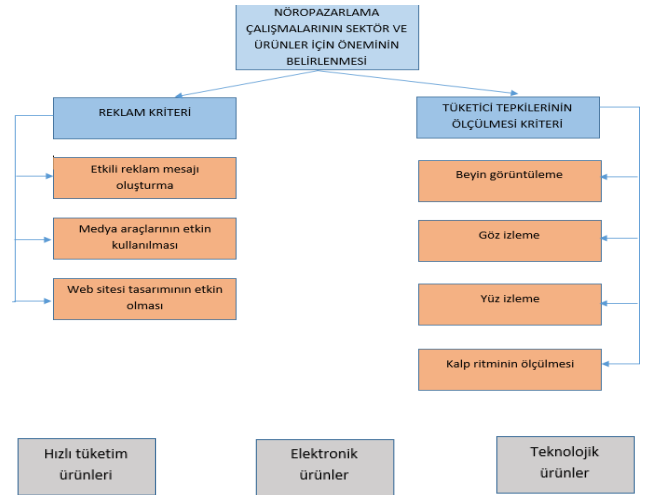 NÖROPAZARLAMA
ÇALIŞMALARININ SEKTÖR VE
ÜRÜNLER İÇİN ÖNEMİNİN
BELİRLENMESİ
REKLAM KRİTERİ
Etkili reklam mesajı
oluşturma
Medya araçlarının etkin
kullanılması
Web sitesi tasarımının etkin
olması
TÜKETİCİ TEPKİLERİNİN
ÖLÇÜLMESİ KRİTERİ
Beyin görüntüleme
Göz izleme
Yüz izleme
Kalp ritminin ölçülmesi
Hızlı tüketim
ürünleri
Elektronik
ürünler
Teknolojik
ürünler